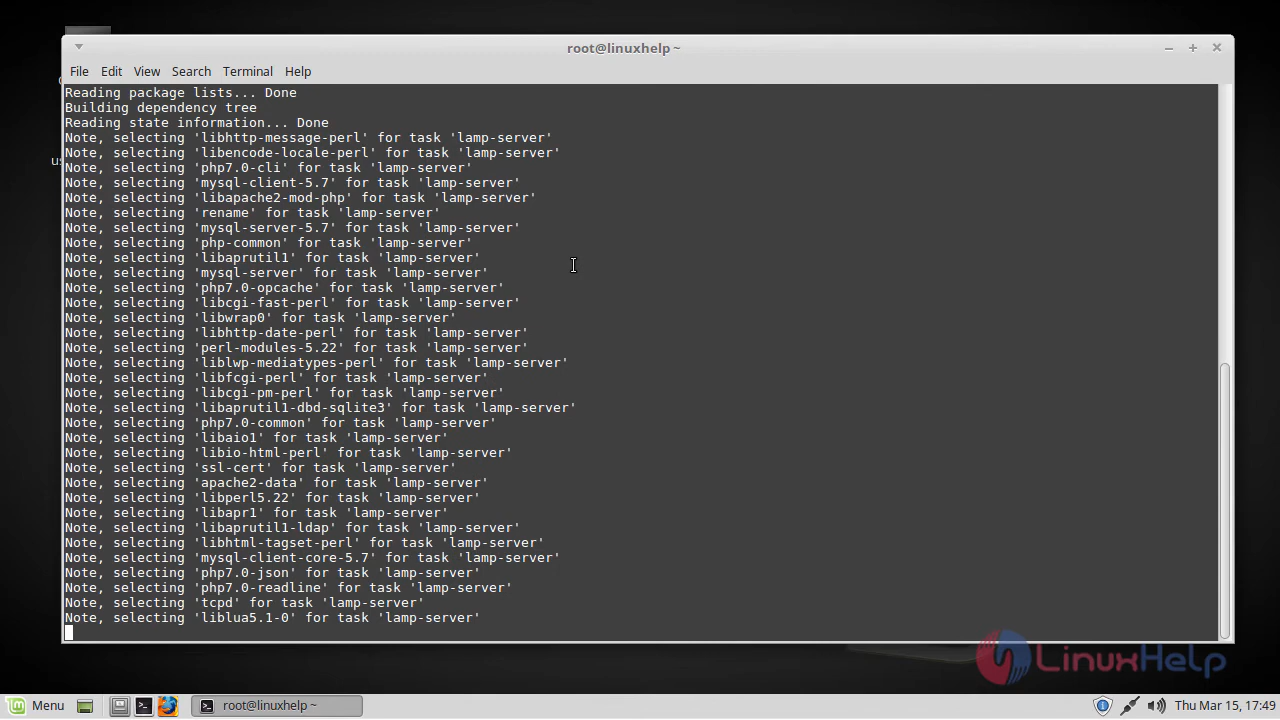 root@linuxhelp ~
File Edit View Search Terminal Help
Reading package lists... Done
Building dependency tree
Reading state information... Done
Note, selecting 'libhttp-message-perl' for task 'lamp-server'
Note, selecting 'libencode-locale-perl' for task 'lamp-server'
Note, selecting 'php7.0-cli' for task 'lamp-server'
Note, selecting 'mysql-client-5.7' for task 'lamp-server'
Note, selecting 'libapache2-mod-php' for task 'lamp-server'
Note, selecting 'rename' for task 'lamp-server'
Note, selecting 'mysql-server-5.7' for task 'lamp-server'
Note, selecting 'php-common' for task 'lamp-server'
Note, selecting 'libaprutil1' for task 'lamp-server'
Note, selecting 'mysql-server' for task 'lamp-server'
Note, selecting 'php7.0-opcache' for task 'lamp-server'
Note, selecting 'libcgi-fast-perl' for task 'lamp-server'
Note, selecting 'libwrap0' for task 'lamp-server'
Note, selecting 'libhttp-date-perl' for task 'lamp-server'
Note, selecting 'perl-modules-5.22' for task 'lamp-server'
Note, selecting 'liblwp-mediatypes-perl' for task 'lamp-server'
Note, selecting 'libfcgi-perl' for task 'lamp-server'
Note, selecting 'libcgi-pm-perl' for task 'lamp-server'
Note, selecting 'libaprutil1-dbd-sqlite3' for task 'lamp-server'
Note, selecting 'php7.0-common' for task 'lamp-server'
Note, selecting 'libaio1' for task 'lamp-server'
Note, selecting 'libio-html-perl' for task 'lamp-server'
Note, selecting 'ssl-cert' for task 'lamp-server'
Note, selecting 'apache2-data' for task 'lamp-server'
Note, selecting 'libperl5.22' for task 'lamp-server'
Note, selecting 'libapr1' for task 'lamp-server'
Note, selecting 'libaprutil1-ldap' for task 'lamp-server'
Note, selecting 'libhtml-tagset-perl' for task 'lamp-server'
Note, selecting 'mysql-client-core-5.7' for task 'lamp-server'
Note, selecting 'php7.0-json' for task 'lamp-server'
Note, selecting 'php7.0-readline' for task 'lamp-server'
Note, selecting 'tcpd' for task 'lamp-server'
Note, selecting 'liblua5.1-0' for task 'lamp-server'
LinuxHelp
Menu root@linuxhelp ~ Thu Mar 15, 17:49